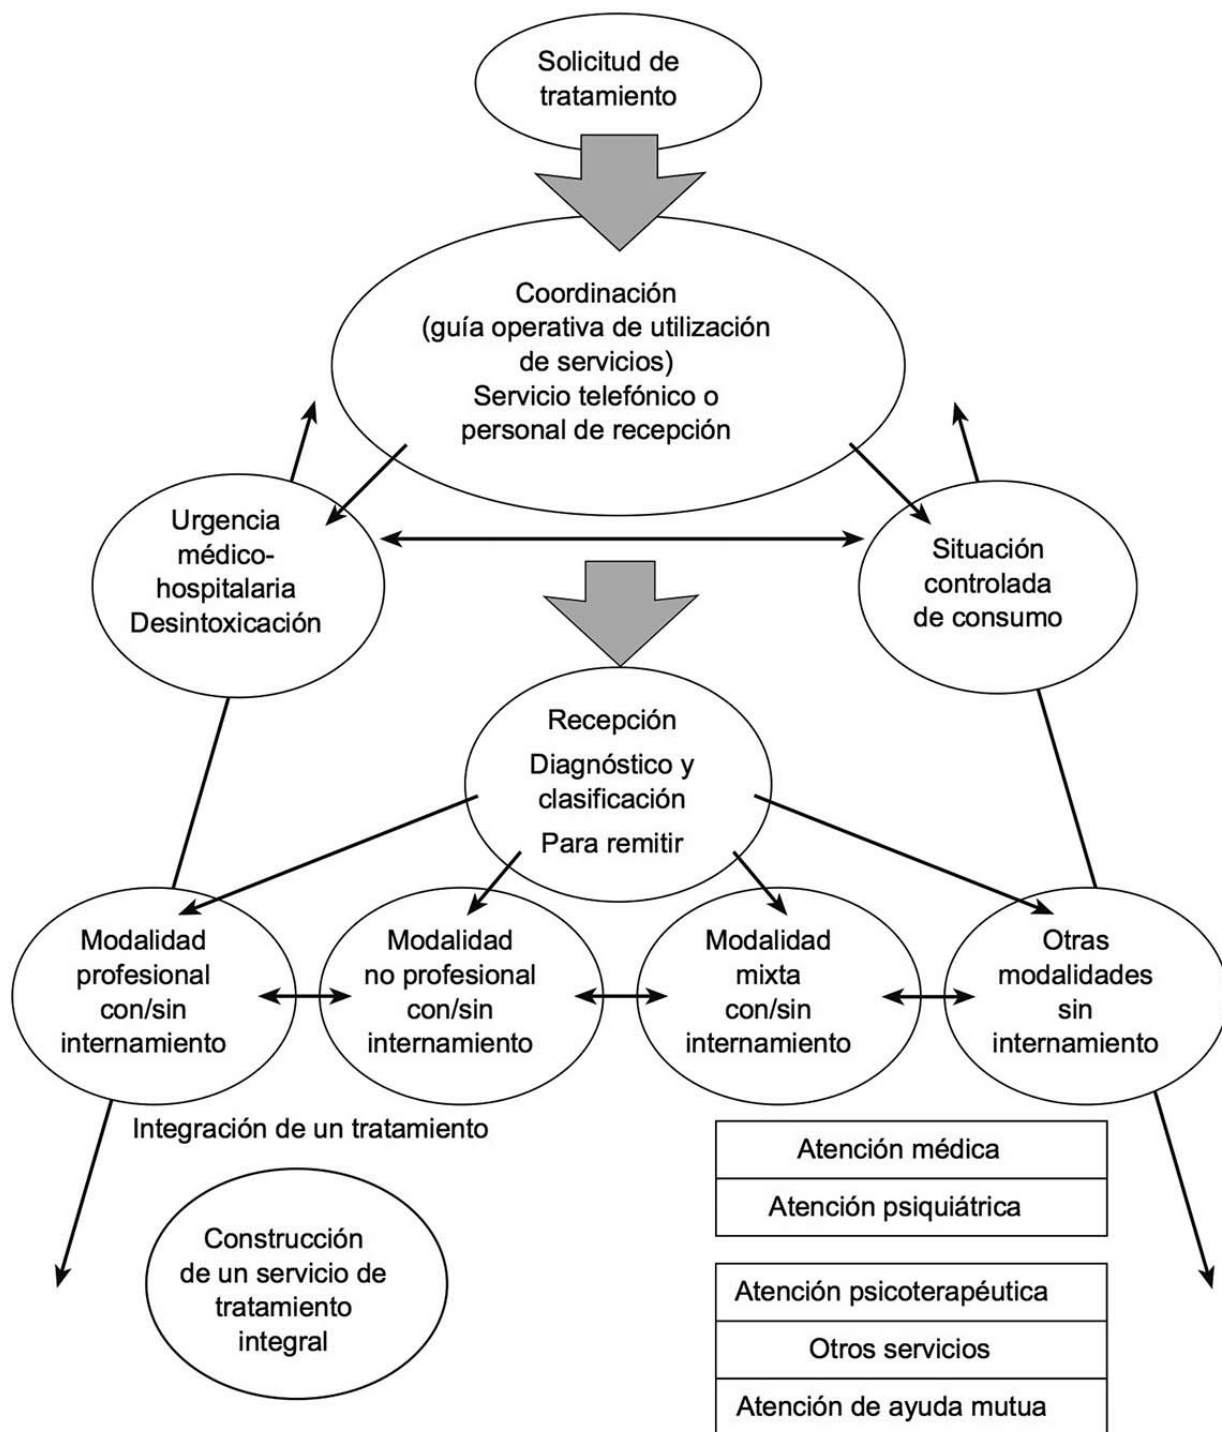 Solicitud de
tratamiento
Coordinación
(guía operativa de utilización
de servicios)
Servicio telefónico o
personal de recepción
Urgencia
médico-
hospitalaria
Desintoxicación
Situación
controlada
de consumo
Recepción
Diagnóstico y
clasificación
Para remitir
Modalidad
profesional
con/sin
internamiento
Modalidad
no profesional
con/sin
internamiento
Modalidad
mixta
con/sin
internamiento
Otras
modalidades
sin
internamiento
Integración de un tratamiento
Construcción
de un servicio de
tratamiento
integral
Atención médica
Atención psiquiátrica
Atención psicoterapéutica
Otros servicios
Atención de ayuda mutua